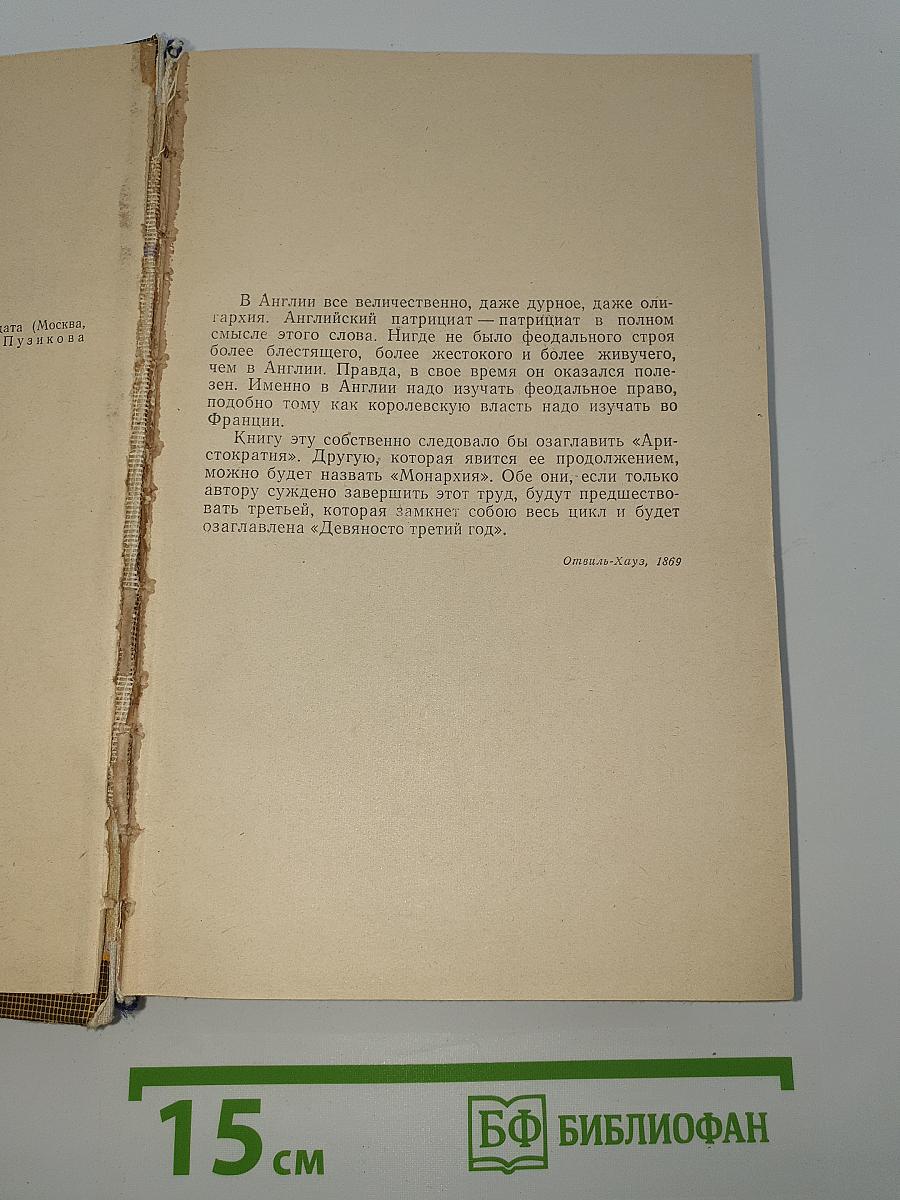 дата (Москва,
Пузикова
В Англии все величественно, даже дурное, даже оли-
гархия. Английский патрициат — патрициат в полном
смысле этого слова. Нигде не было феодального строя
более блестящего, более жестокого и более живучего,
чем в Англии. Правда, в свое время он оказался поле-
зен. Именно в Англии надо изучать феодальное право,
подобно тому как королевскую власть надо изучать во
Франции.
Книгу эту собственно следовало бы озаглавить «Ари-
стократия». Другую, которая явится ее продолжением,
можно будет назвать «Монархия». Обе они, если только
автору суждено завершить этот труд, будут предшество-
вать третьей, которая замкнет собою весь цикл и будет
озаглавлена «Девяносто третий год».
Отвиль-Хауз, 1869
15 см
БФ БИБЛИОФАН